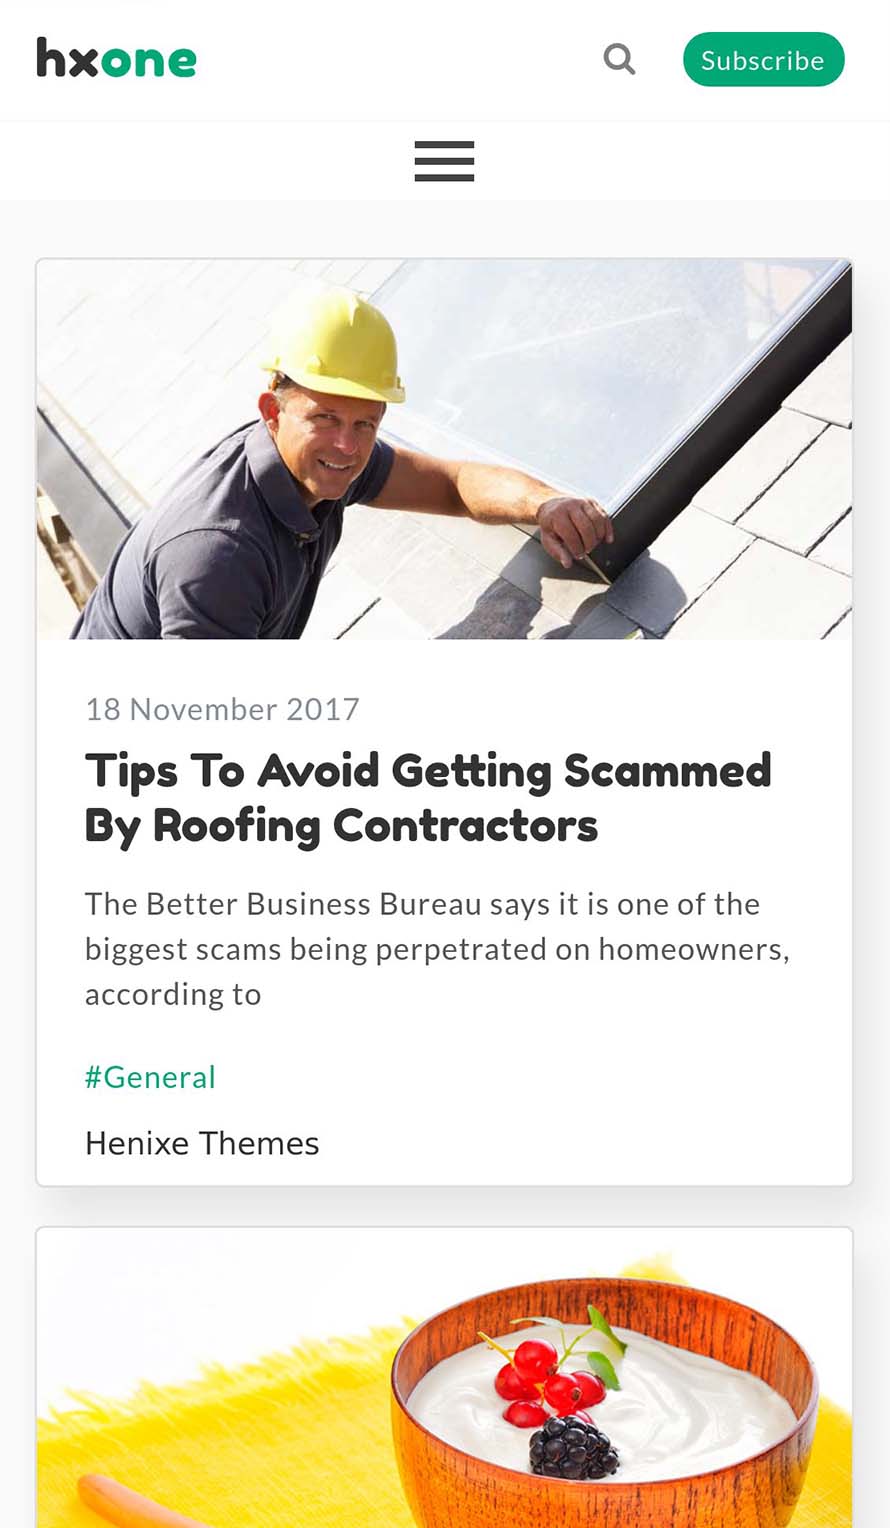 hxone
Subscribe
18 November 2017
Tips To Avoid Getting Scammed
By Roofing Contractors
The Better Business Bureau says it is one of the
biggest scams being perpetrated on homeowners,
according to
#General
Henixe Themes